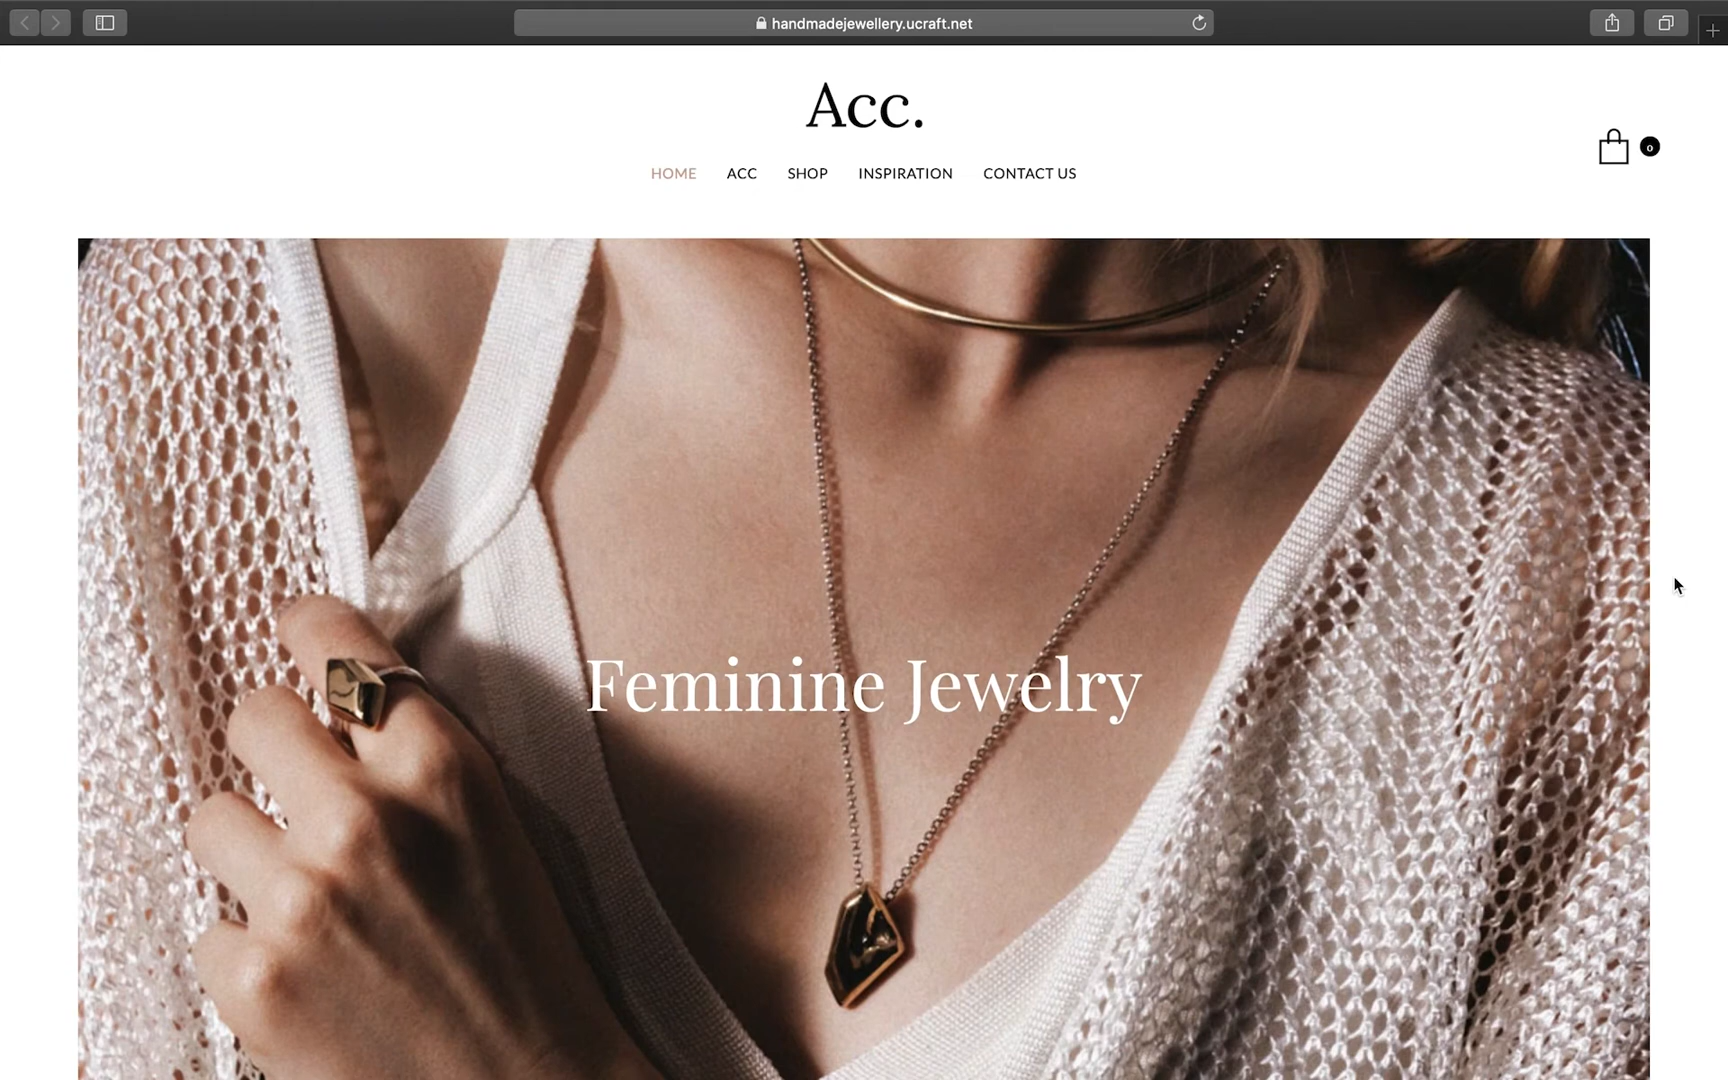 handmadejewellery.ucraft.net
Acc.
0
HOME ACC SHOP INSPIRATION CONTACT US
Feminine Jewelry